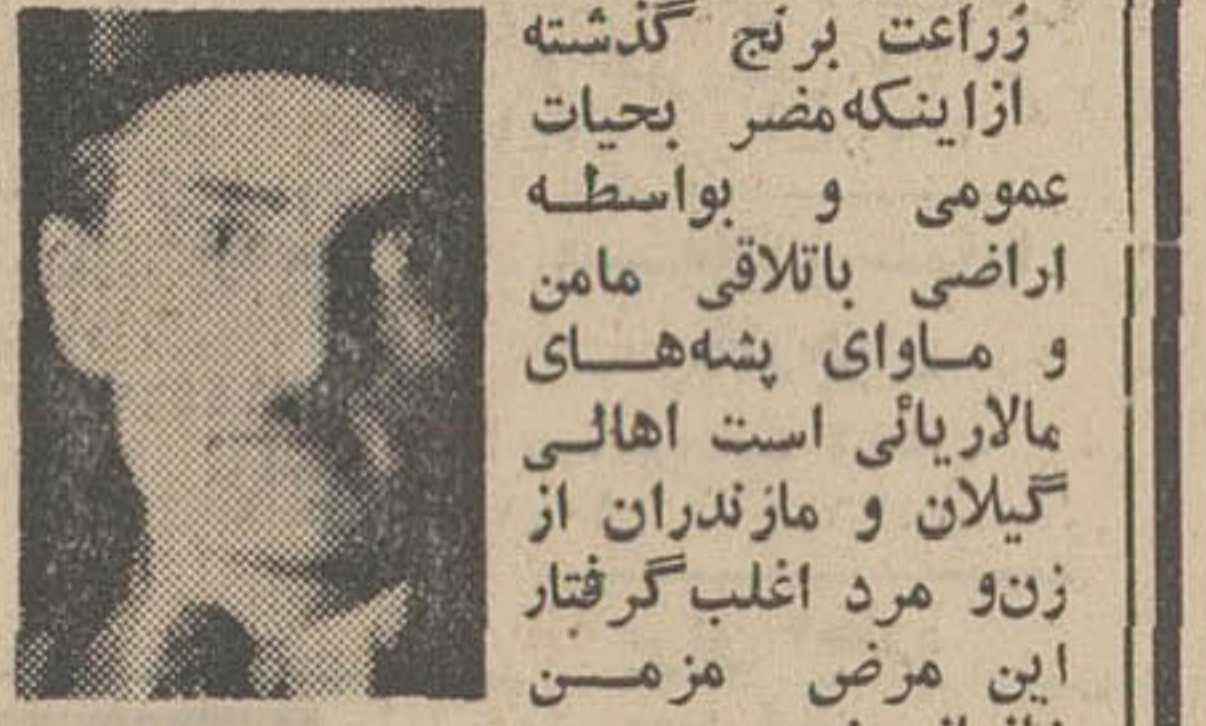 زراعت برنج گذشته
ازاینکه مضر بحیات
عمومی و بواسطه
اراضی باتلاقی مامن
و ماوای پشه‌های
مالاریائی است اهالی
گیلان و مازندران از
زن‌و مرد اغلب گرفتار
این مرض مزمن